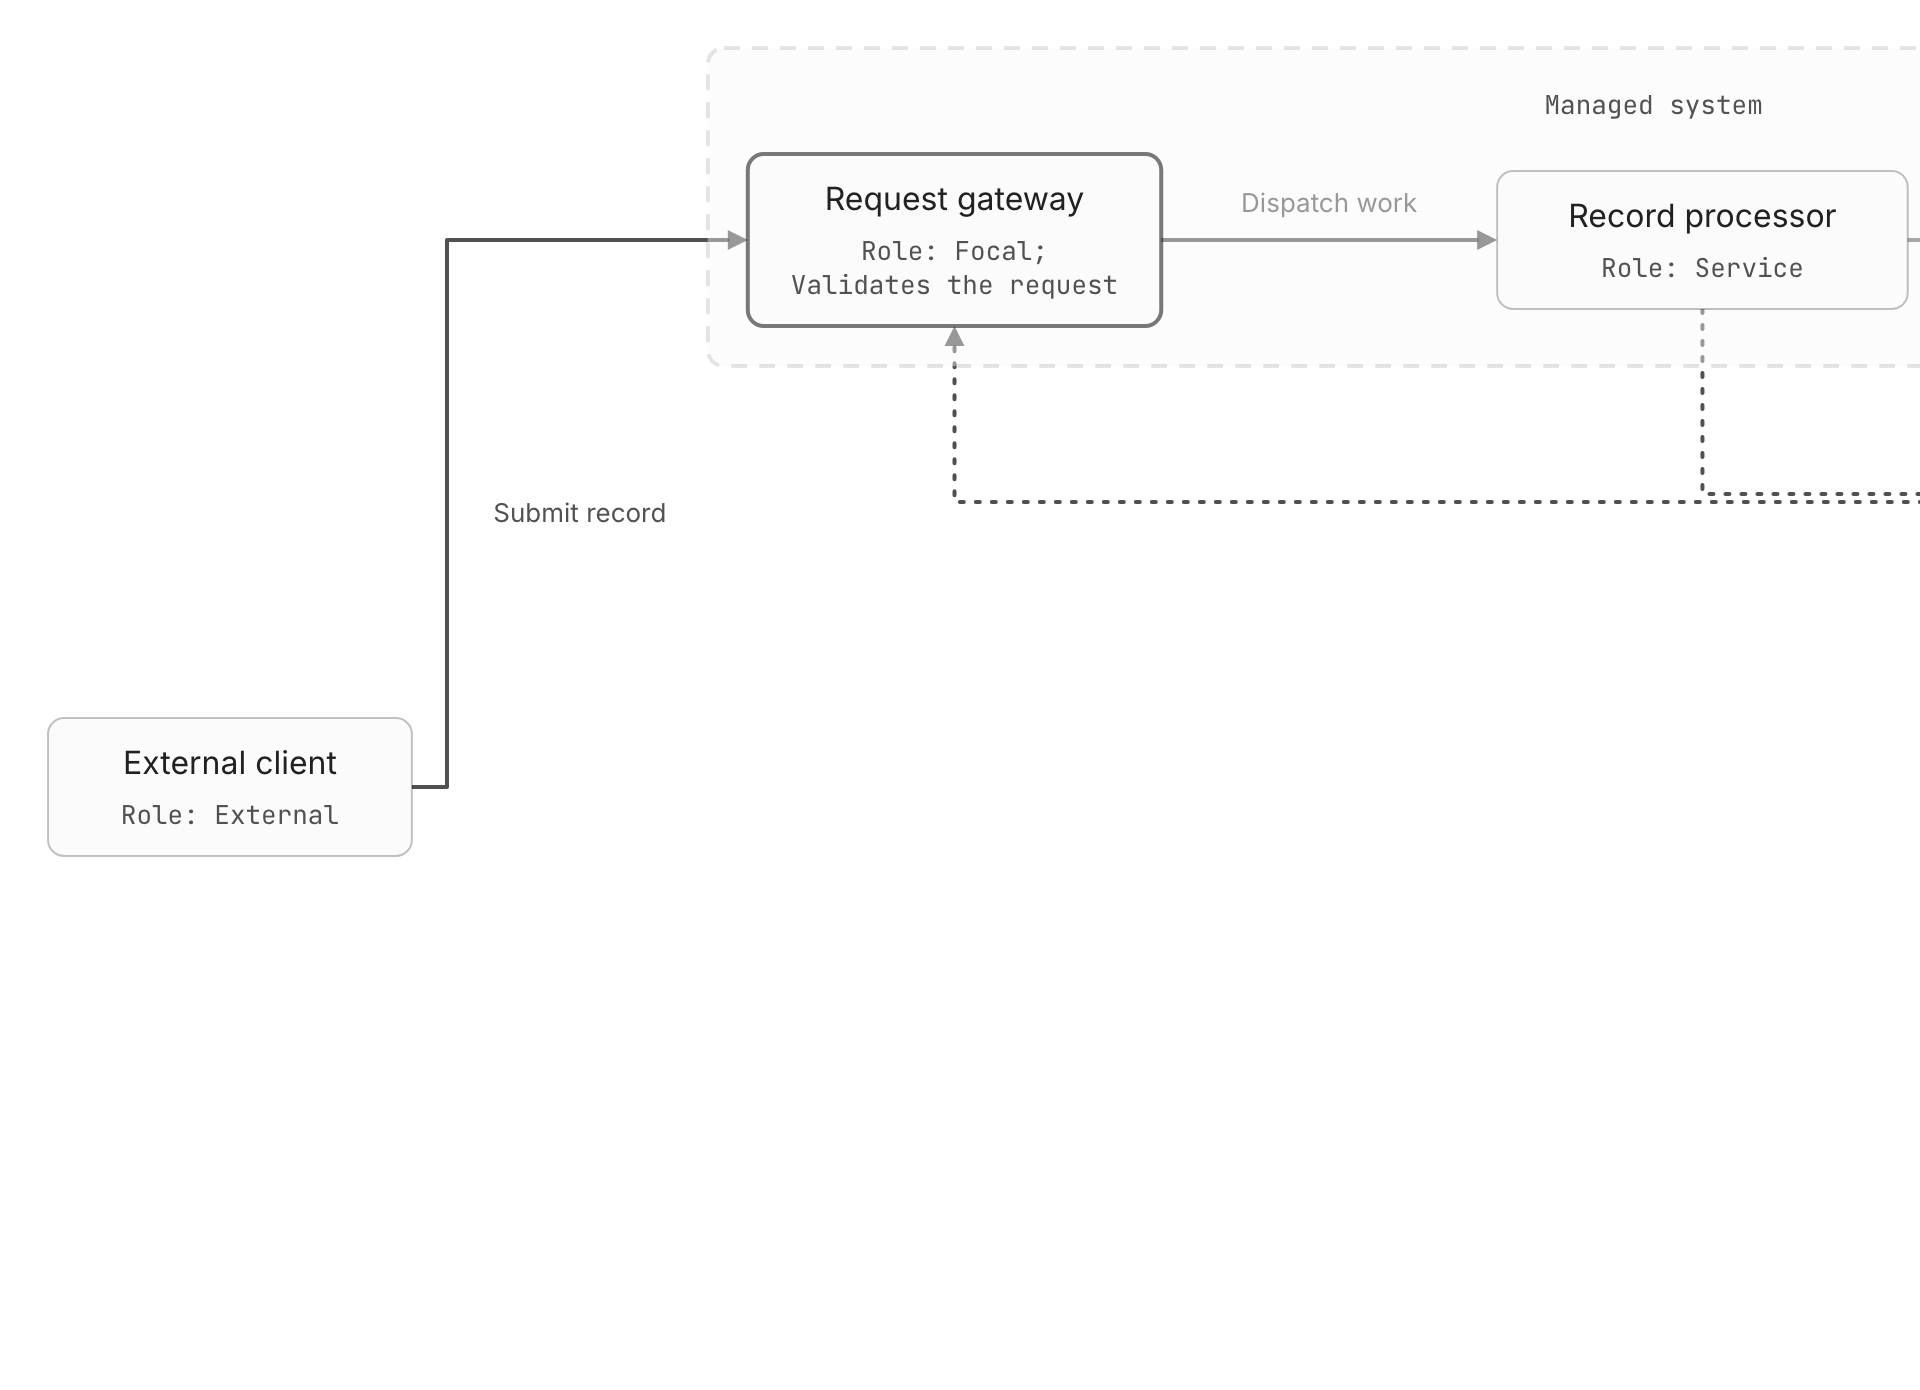 Managed system
Request gateway
Role: Focal;
Validates the request
Dispatch work
Record processor
Role: Service
Submit record
External client
Role: External